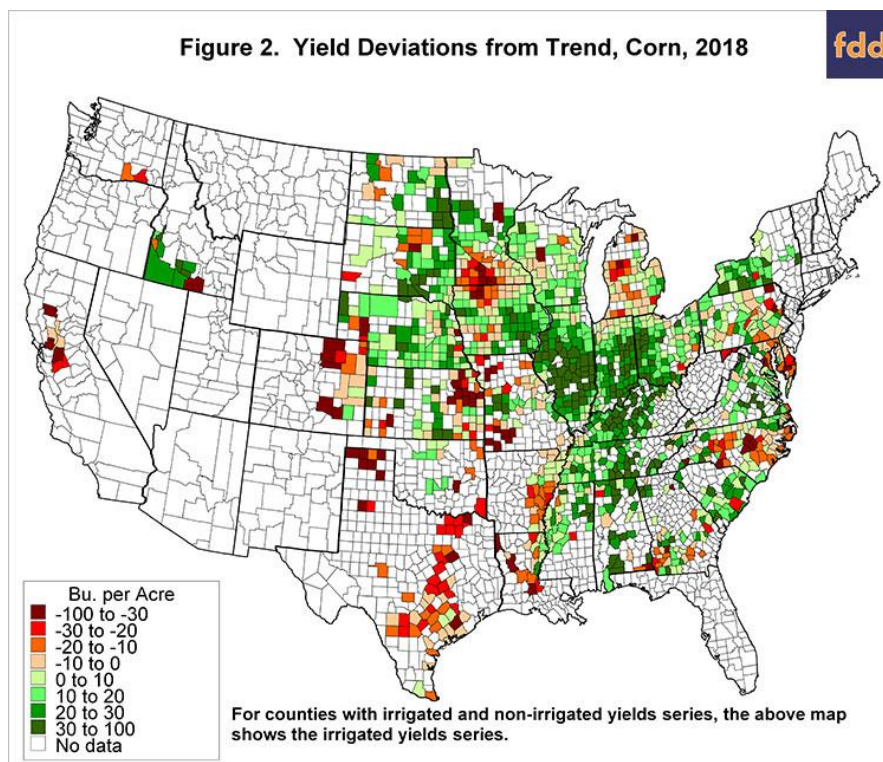 Figure 2. Yield Deviations from Trend, Corn, 2018
fdd
Bu. per Acre
-100 to -30
-30 to -20
-20 to -10
-10 to 0
0 to 10
10 to 20
20 to 30
30 to 100
No data
For counties with irrigated and non-irrigated yields series, the above map
shows the irrigated yields series.